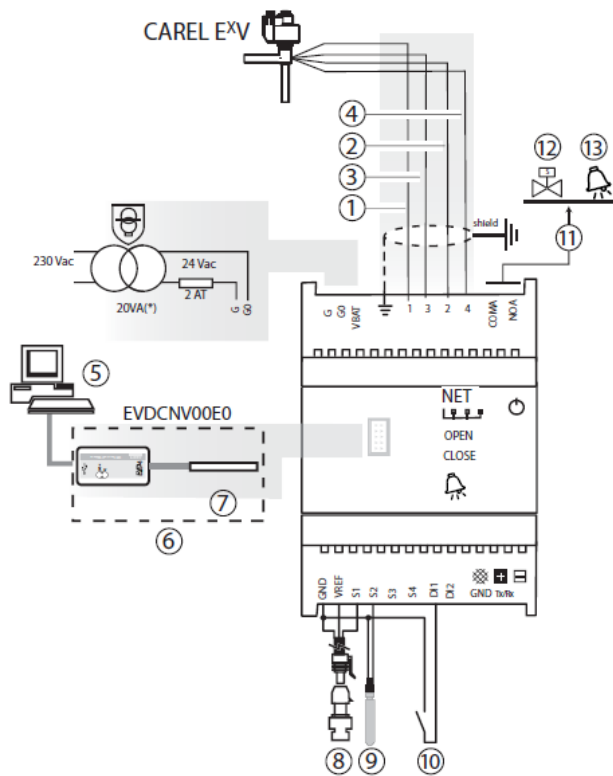 CAREL EXV
4
2
3
1
12
13
11
shield
230 Vac
24 Vac
2 AT
20VA(*)
G
G0
G
G0
VBAT
1
3
2
4
COMA
NOA
5
EVDCNV00E0
7
6
NET
OPEN
CLOSE
GND
VREF
S1
S2
S3
S4
DI1
DI2
GND Tx/Rx
8
9
10